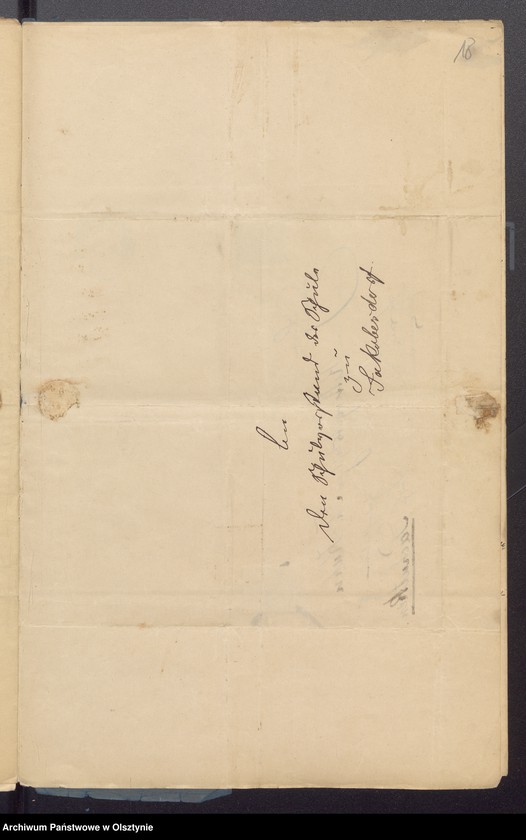 18
An
den Schulvorstand der Schule
zu
Jakobsdorf.
Archiwum Państwowe w Olsztynie